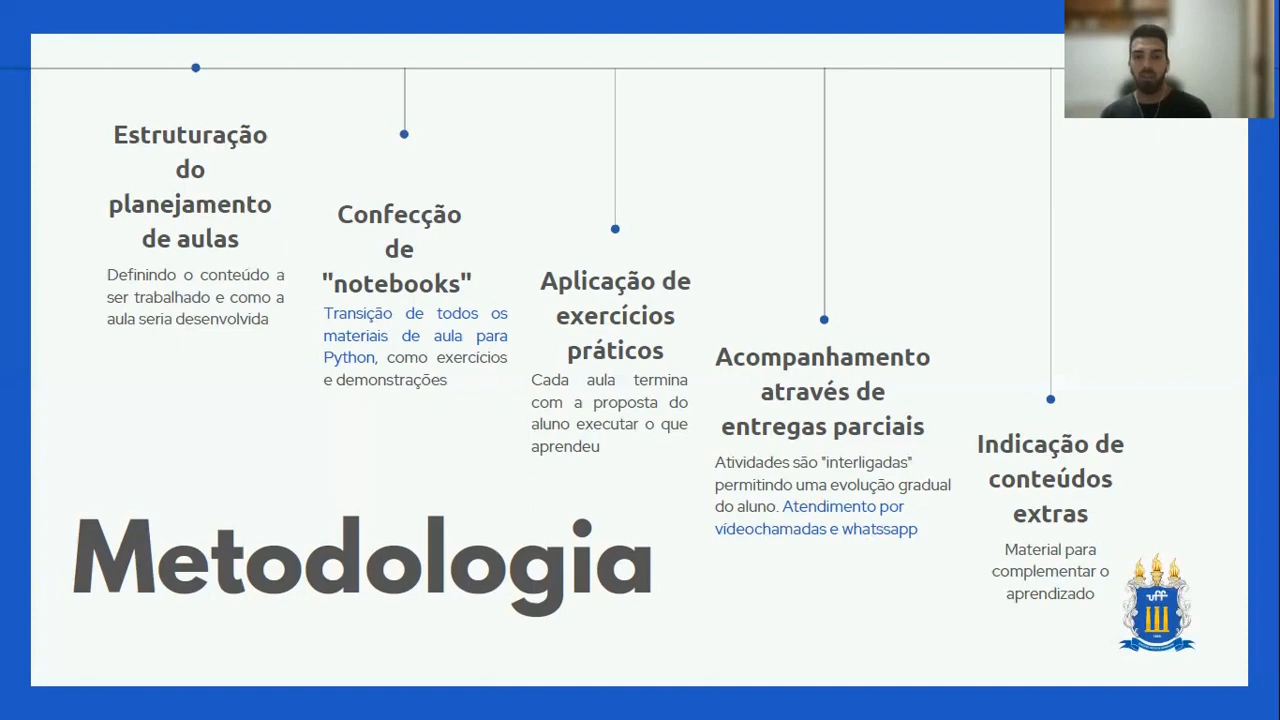 Estruturação
do
planejamento
de aulas
Definindo o conteúdo a
ser trabalhado e como a
aula seria desenvolvida
Confecção
de
"notebooks"
Transição de todos os
materiais de aula para
Python, como exercícios
e demonstrações
Aplicação de
exercícios
práticos
Cada aula termina
com a proposta do
aluno executar o que
aprendeu
Acompanhamento
através de
entregas parciais
Atividades são "interligadas"
permitindo uma evolução gradual
do aluno. Atendimento por
vídeochamadas e whatssapp
Indicação de
conteúdos
extras
Material para
complementar o
aprendizado
Metodologia
uff